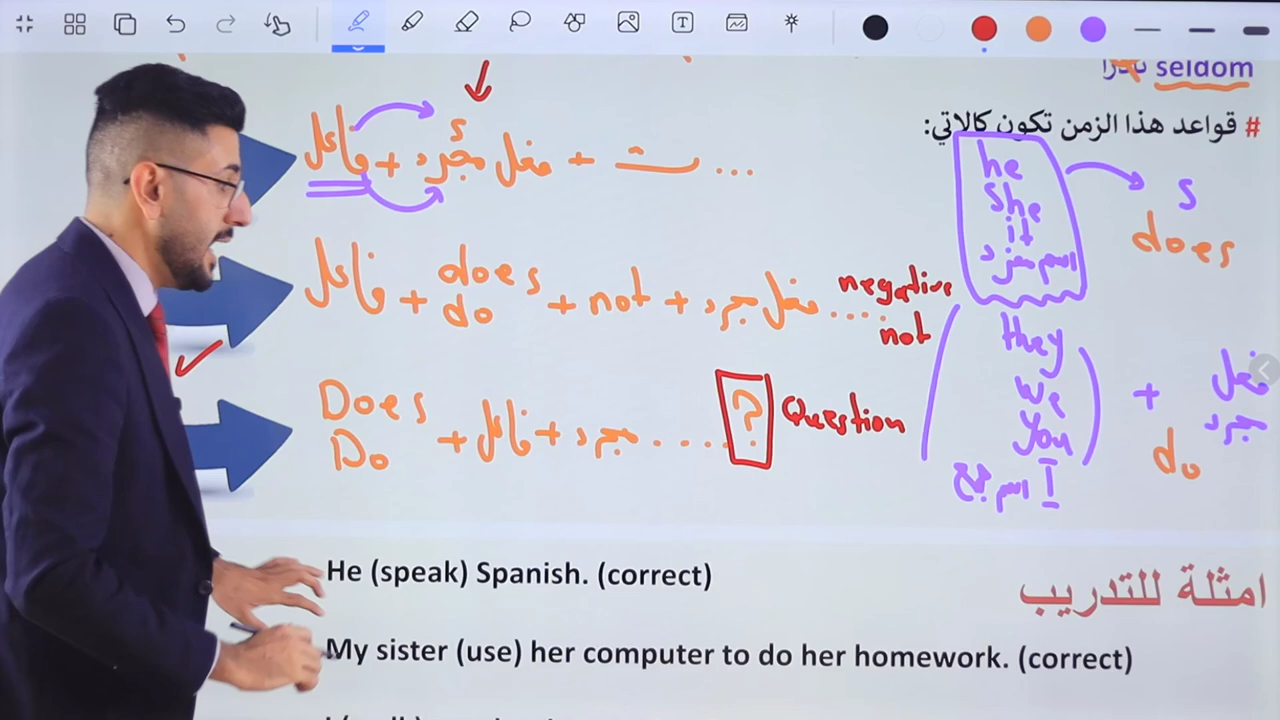 seldom نادرا
# قواعد هذا الزمن تكون كالاتي:
فاعل + فعل مجرد s + ت ...
فاعل + does do + not + فعل مجرد .... negative not
Does Do + فاعل + مجرد .... ? Question
he
she
it
اسم مفرد
s
does
they
we
you
I اسم جمع
+ فعل مجرد
do
امثلة للتدريب
He (speak) Spanish. (correct)
My sister (use) her computer to do her homework. (correct)